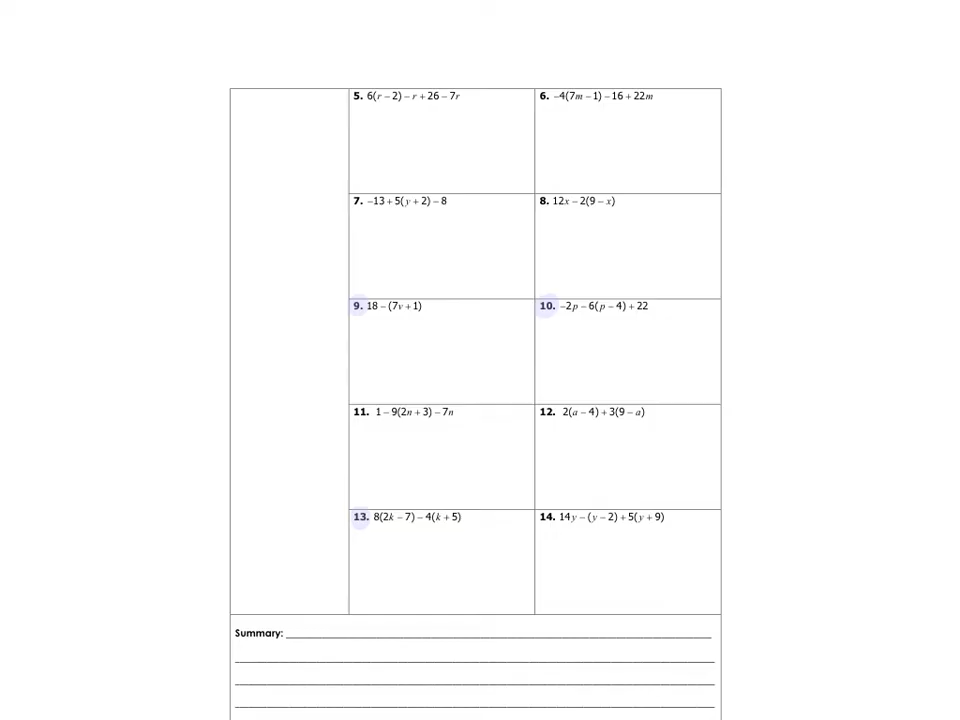 5. 6(r − 2) − r + 26 − 7r
6. −4(7m − 1) − 16 + 22m
7. −13 + 5(y + 2) − 8
8. 12x − 2(9 − x)
9. 18 − (7v + 1)
10. −2p − 6(p − 4) + 22
11. 1 − 9(2n + 3) − 7n
12. 2(a − 4) + 3(9 − a)
13. 8(2k − 7) − 4(k + 5)
14. 14y − (y − 2) + 5(y + 9)
Summary: